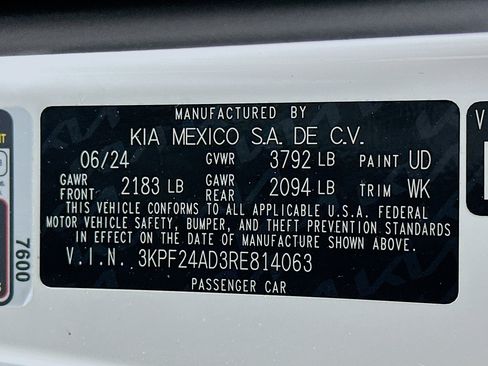 MANUFACTURED BY
KIA MEXICO S.A. DE C.V.
06/24 GVWR 3792 LB PAINT UD
GAWR FRONT 2183 LB GAWR REAR 2094 LB TRIM WK
THIS VEHICLE CONFORMS TO ALL APPLICABLE U.S.A. FEDERAL
MOTOR VEHICLE SAFETY, BUMPER, AND THEFT PREVENTION STANDARDS
IN EFFECT ON THE DATE OF MANUFACTURE SHOWN ABOVE.
V.I.N. 3KPF24AD3RE814063
PASSENGER CAR
7600
V